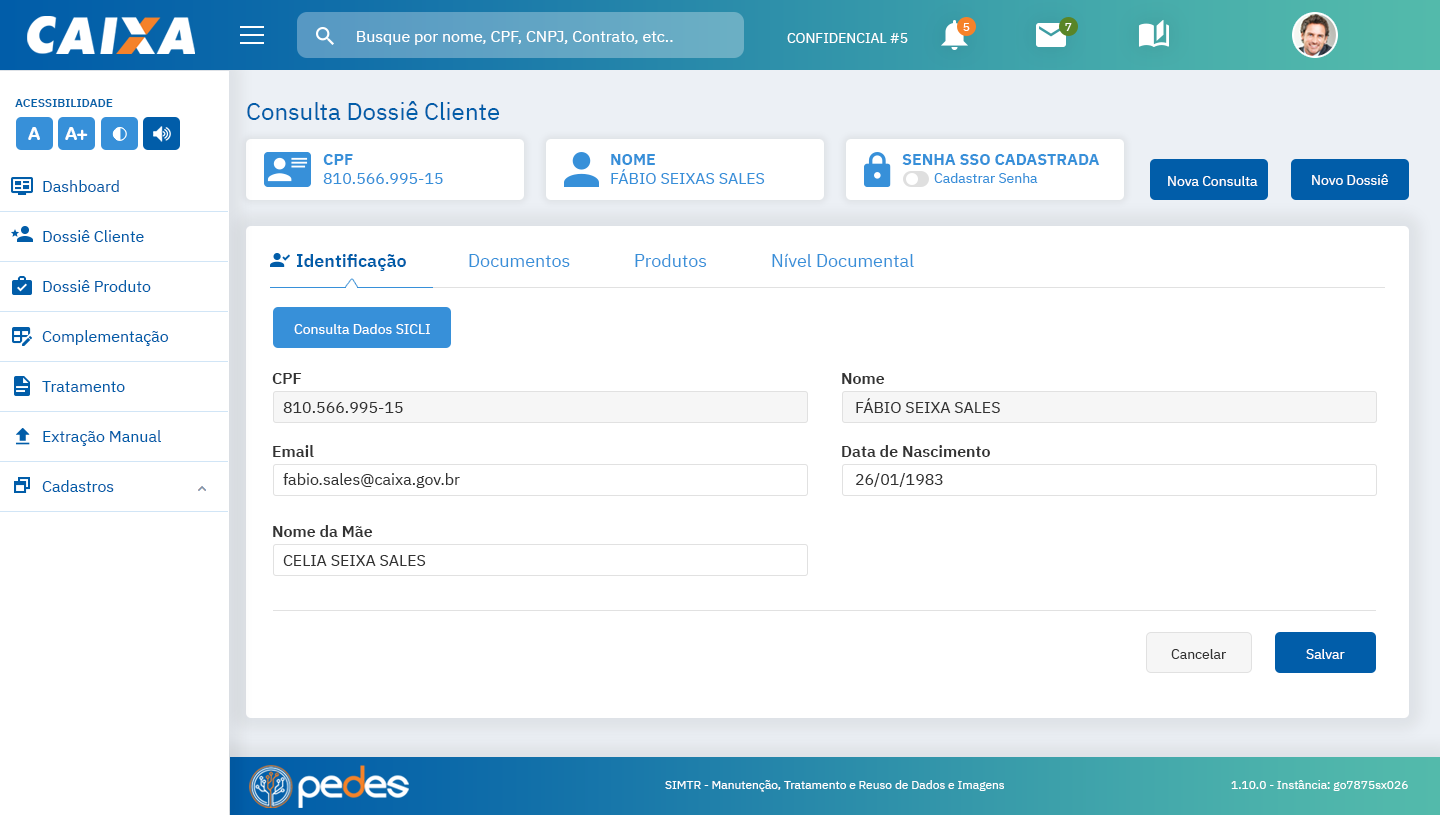 CAIXA
Busque por nome, CPF, CNPJ, Contrato, etc..
CONFIDENCIAL #5
5
7
ACESSIBILIDADE
A
A+
Dashboard
Dossiê Cliente
Dossiê Produto
Complementação
Tratamento
Extração Manual
Cadastros
Consulta Dossiê Cliente
CPF
810.566.995-15
NOME
FÁBIO SEIXAS SALES
SENHA SSO CADASTRADA
Cadastrar Senha
Nova Consulta
Novo Dossiê
Identificação
Documentos
Produtos
Nível Documental
Consulta Dados SICLI
CPF
810.566.995-15
Nome
FÁBIO SEIXA SALES
Email
fabio.sales@caixa.gov.br
Data de Nascimento
26/01/1983
Nome da Mãe
CELIA SEIXA SALES
Cancelar
Salvar
pedes
SIMTR - Manutenção, Tratamento e Reuso de Dados e Imagens
1.10.0 - Instância: go7875sx026